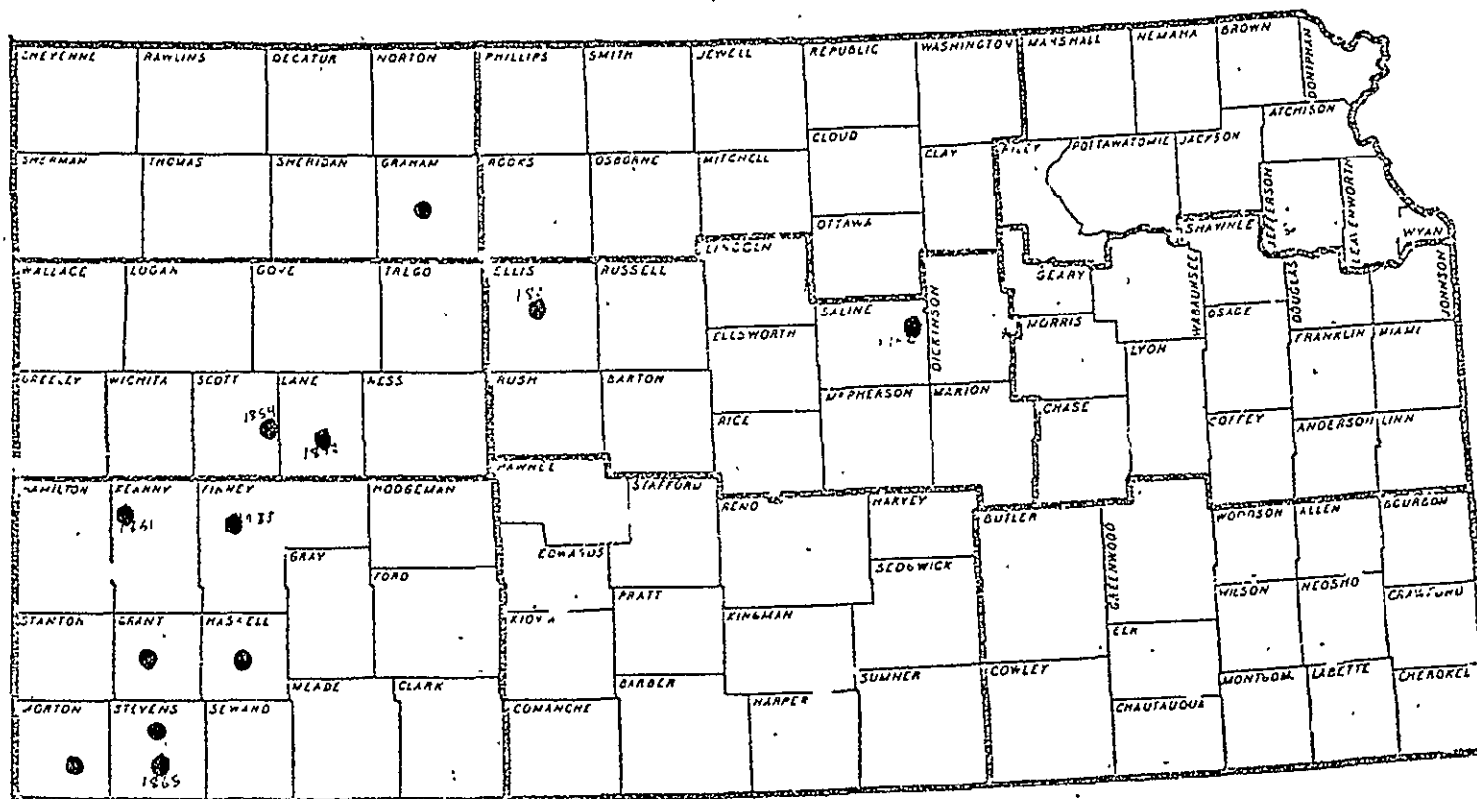 RAWLINS DECATUR NORTON PHILLIPS SMITH JEWELL REPUBLIC WASHINGTON MARSHALL NEMAHA BROWN DONIPHAN
ATCHISON
SHERMAN THOMAS SHERIDAN GRAHAM ROOKS OSBORNE MITCHELL CLOUD CLAY RILEY POTTAWATOMIE JACKSON
JEFFERSON LEAVENWORTH
OTTAWA SHAWNEE WYAN
LINCOLN
WALLACE LOGAN GOVE TREGO ELLIS RUSSELL GEARY WABAUNSEE DOUGLAS JOHNSON
SALINE DICKINSON OSAGE
ELLSWORTH MORRIS FRANKLIN MIAMI
LYON
GREELEY WICHITA SCOTT LANE NESS RUSH BARTON McPHERSON MARION
RICE CHASE COFFEY ANDERSON LINN
1854
PAWNEE
HAMILTON KEARNY FINNEY HODGEMAN STAFFORD RENO HARVEY BUTLER WOODSON ALLEN BOURBON
GRAY EDWARDS SEDGWICK GREENWOOD
FORD
PRATT WILSON NEOSHO CRAWFORD
STANTON GRANT HASKELL KIOWA KINGMAN ELK
MEADE CLARK BARBER SUMNER COWLEY MONTGOM. LABETTE CHEROKEE
MORTON STEVENS SEWARD COMANCHE HARPER CHAUTAUQUA
1865